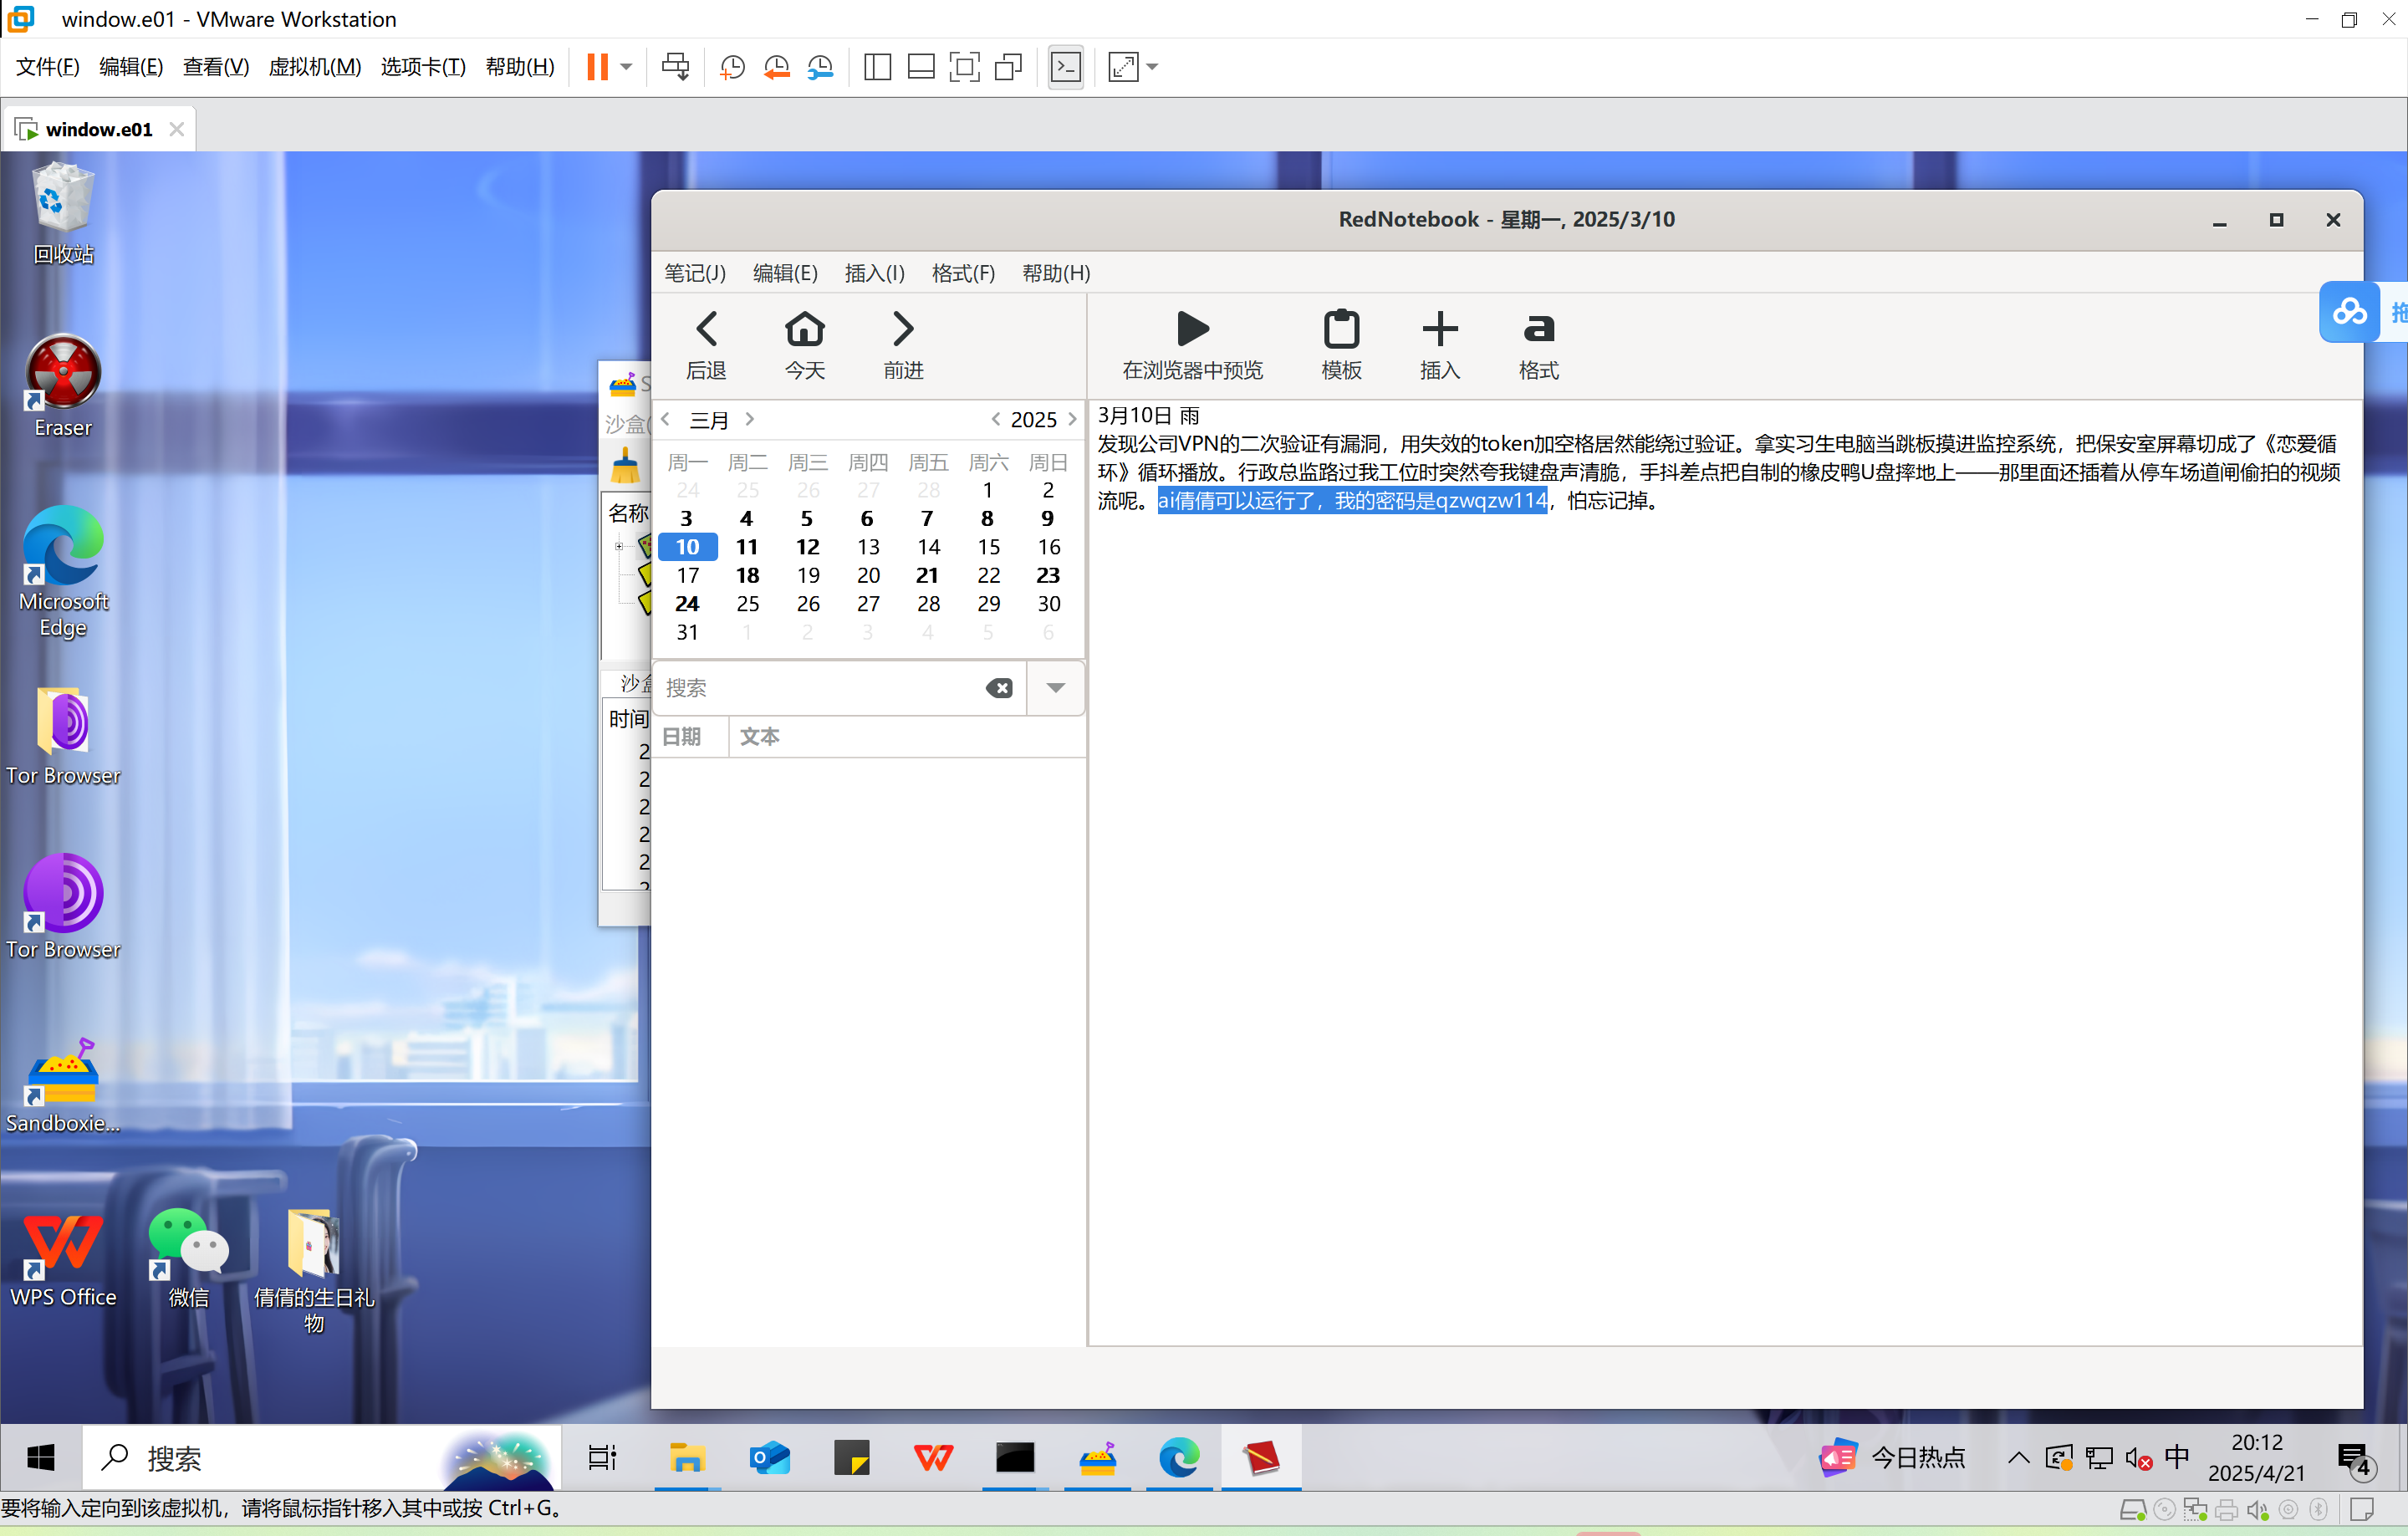 window.e01 - VMware Workstation
文件(F) 编辑(E) 查看(V) 虚拟机(M) 选项卡(T) 帮助(H)
window.e01
回收站
Eraser
Microsoft Edge
Tor Browser
Tor Browser
Sandboxie...
WPS Office
微信
倩倩的生日礼物
S
沙盒(
名称
沙盒
时间
2
2
2
2
2
2
RedNotebook - 星期一, 2025/3/10
笔记(J) 编辑(E) 插入(I) 格式(F) 帮助(H)
后退 今天 前进
在浏览器中预览 模板 插入 格式
三月 2025
周一 周二 周三 周四 周五 周六 周日
24 25 26 27 28 1 2
3 4 5 6 7 8 9
10 11 12 13 14 15 16
17 18 19 20 21 22 23
24 25 26 27 28 29 30
31 1 2 3 4 5 6
搜索
日期 文本
3月10日 雨
发现公司VPN的二次验证有漏洞，用失效的token加空格居然能绕过验证。拿实习生电脑当跳板摸进监控系统，把保安室屏幕切成了《恋爱循
环》循环播放。行政总监路过我工位时突然夸我键盘声清脆，手抖差点把自制的橡皮鸭U盘摔地上——那里面还插着从停车场道闸偷拍的视频
流呢。ai倩倩可以运行了，我的密码是qzwqzw114，怕忘记掉。
拖
搜索
今日热点
中
20:12
2025/4/21
4
要将输入定向到该虚拟机，请将鼠标指针移入其中或按 Ctrl+G。